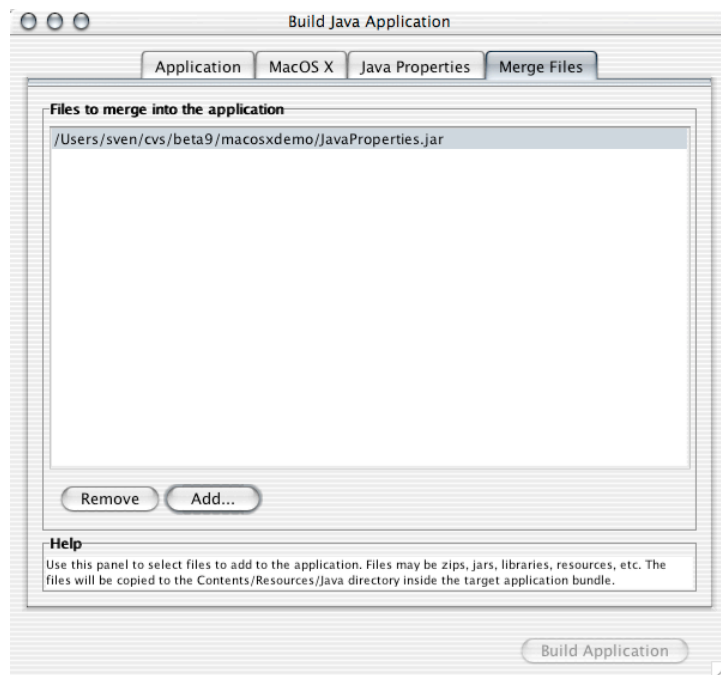 Build Java Application
Application MacOS X Java Properties Merge Files
Files to merge into the application
/Users/sven/cvs/beta9/macosxdemo/JavaProperties.jar
Remove Add...
Help
Use this panel to select files to add to the application. Files may be zips, jars, libraries, resources, etc. The
files will be copied to the Contents/Resources/Java directory inside the target application bundle.
Build Application